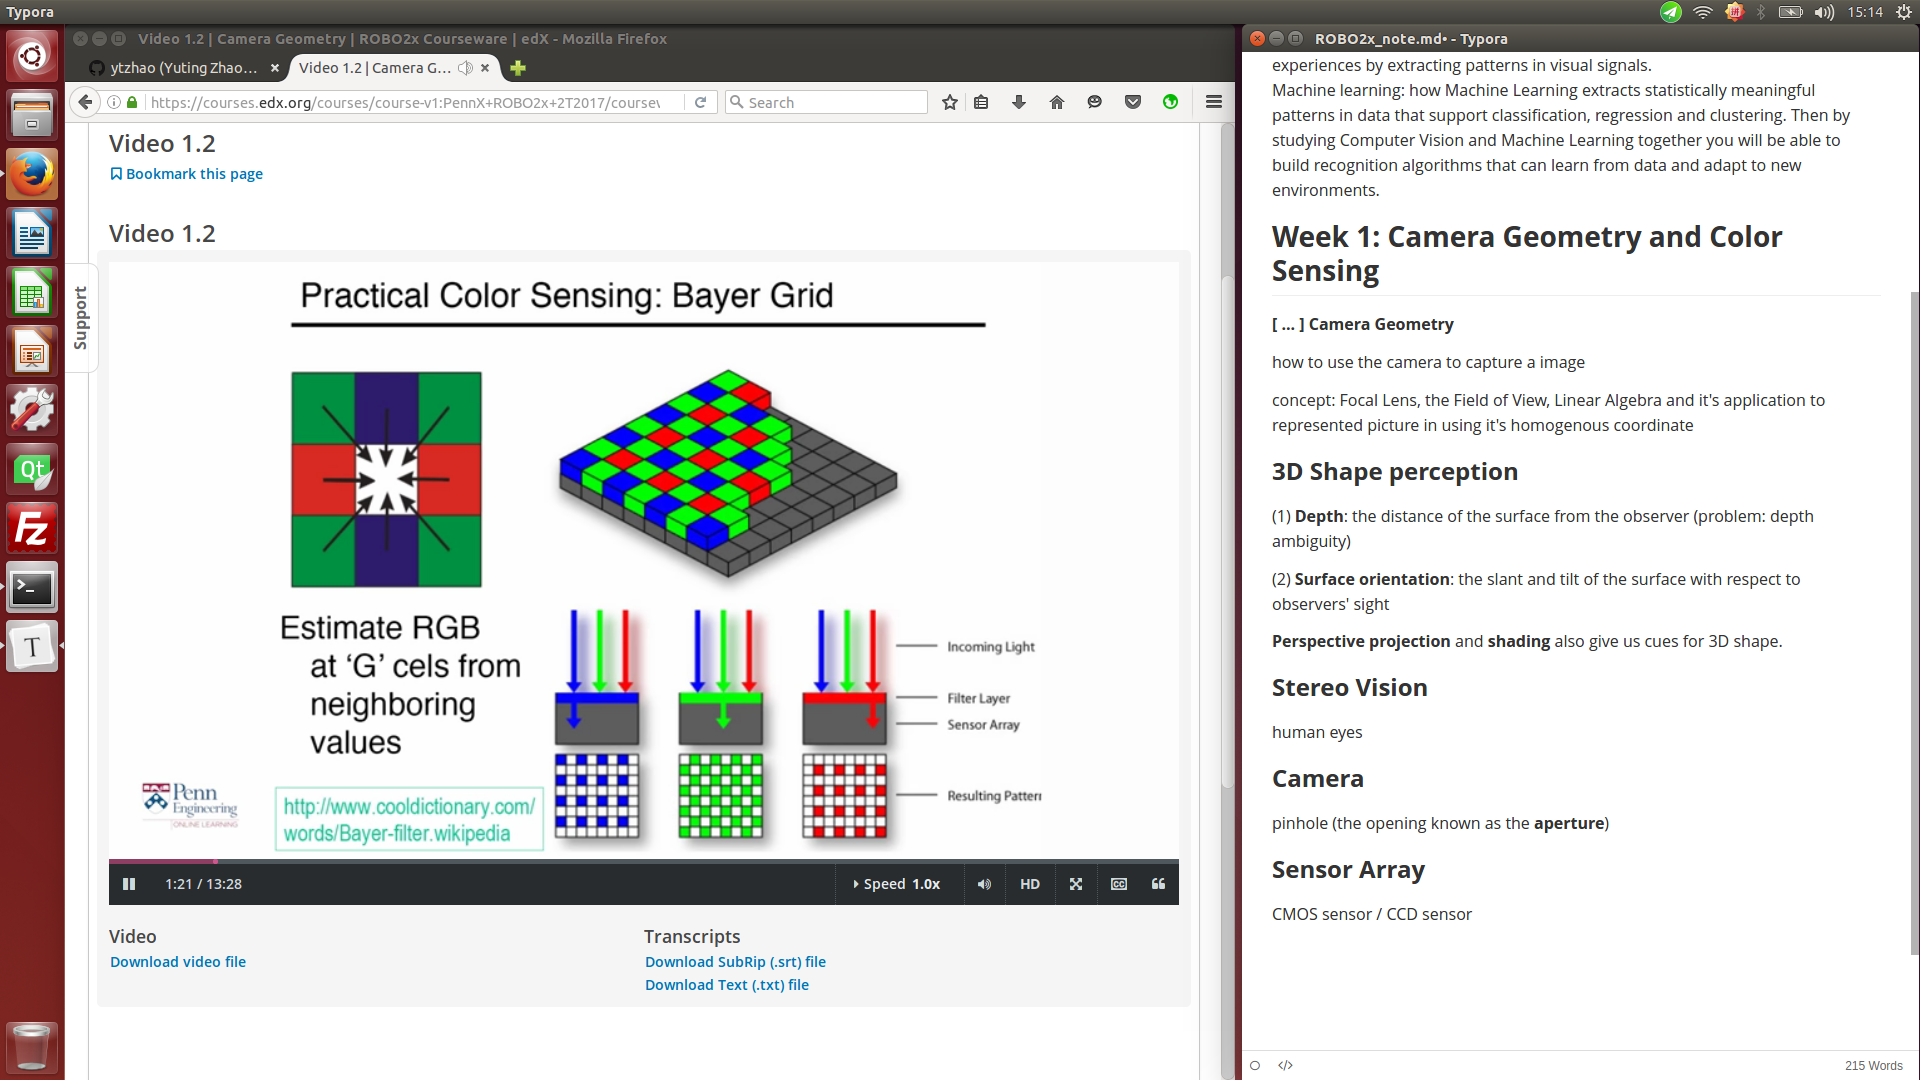 Typora
15:14
Video 1.2 | Camera Geometry | ROBO2x Courseware | edX - Mozilla Firefox
ytzhao (Yuting Zhao...
Video 1.2 | Camera G...
https://courses.edx.org/courses/course-v1:PennX+ROBO2x+2T2017/course
Search
Support
Video 1.2
Bookmark this page
Video 1.2
Practical Color Sensing: Bayer Grid
Estimate RGB
at ‘G’ cels from
neighboring
values
Incoming Light
Filter Layer
Sensor Array
Resulting Pattern
Penn
Engineering
ONLINE LEARNING
http://www.cooldictionary.com/
words/Bayer-filter.wikipedia
1:21 / 13:28
Speed 1.0x
HD
CC
Video
Download video file
Transcripts
Download SubRip (.srt) file
Download Text (.txt) file
Qt
Fz
T
ROBO2x_note.md• - Typora
experiences by extracting patterns in visual signals.
Machine learning: how Machine Learning extracts statistically meaningful
patterns in data that support classification, regression and clustering. Then by
studying Computer Vision and Machine Learning together you will be able to
build recognition algorithms that can learn from data and adapt to new
environments.
Week 1: Camera Geometry and Color
Sensing
[ ... ] Camera Geometry
how to use the camera to capture a image
concept: Focal Lens, the Field of View, Linear Algebra and it's application to
represented picture in using it's homogenous coordinate
3D Shape perception
(1) Depth: the distance of the surface from the observer (problem: depth
ambiguity)
(2) Surface orientation: the slant and tilt of the surface with respect to
observers' sight
Perspective projection and shading also give us cues for 3D shape.
Stereo Vision
human eyes
Camera
pinhole (the opening known as the aperture)
Sensor Array
CMOS sensor / CCD sensor
215 Words